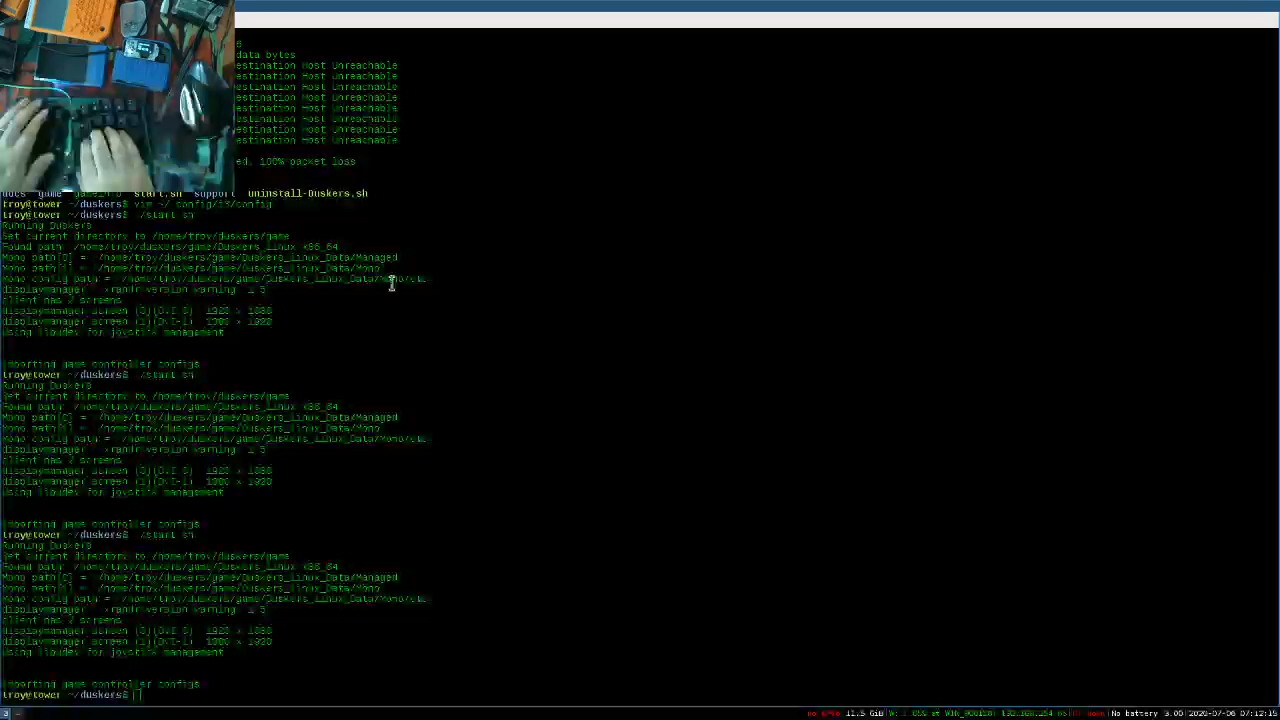 6
data bytes
estination Host Unreachable
estination Host Unreachable
estination Host Unreachable
estination Host Unreachable
estination Host Unreachable
estination Host Unreachable
estination Host Unreachable
estination Host Unreachable
ed, 100% packet loss
docs game gameinfo start.sh support uninstall-Duskers.sh
troy@tower ~/duskers$ vim ~/.config/i3/config
troy@tower ~/duskers$ ./start.sh
Running Duskers
Set current directory to /home/troy/duskers/game
Found path: /home/troy/duskers/game/Duskers_linux.x86_64
Mono path[0] = '/home/troy/duskers/game/Duskers_linux_Data/Managed
Mono path[1] = '/home/troy/duskers/game/Duskers_linux_Data/Mono
Mono config path = '/home/troy/duskers/game/Duskers_linux_Data/Mono/etc
displaymanager : xrandr version warning. 1.5
client has 2 screens
displaymanager screen (0)(DVI-D
1920 x 1080
displaymanager screen (1)(DVI-I)
1080 x 1920
Using libudev for joystick management
Importing game controller configs
troy@tower ~/duskers$ ./start.sh
Running Duskers
Set current directory to /home/troy/duskers/game
Found path: /home/troy/duskers/game/Duskers_linux.x86_64
Mono path[0] = '/home/troy/duskers/game/Duskers_linux_Data/Managed
Mono path[1] = '/home/troy/duskers/game/Duskers_linux_Data/Mono
Mono config path = '/home/troy/duskers/game/Duskers_linux_Data/Mono/etc
displaymanager : xrandr version warning. 1.5
client has 2 screens
displaymanager screen (0)(DVI-D
1920 x 1080
displaymanager screen (1)(DVI-I)
1080 x 1920
Using libudev for joystick management
Importing game controller configs
troy@tower ~/duskers$ ./start.sh
Running Duskers
Set current directory to /home/troy/duskers/game
Found path: /home/troy/duskers/game/Duskers_linux.x86_64
Mono path[0] = '/home/troy/duskers/game/Duskers_linux_Data/Managed
Mono path[1] = '/home/troy/duskers/game/Duskers_linux_Data/Mono
Mono config path = '/home/troy/duskers/game/Duskers_linux_Data/Mono/etc
displaymanager : xrandr version warning. 1.5
client has 2 screens
displaymanager screen (0)(DVI-D
1920 x 1080
displaymanager screen (1)(DVI-I)
1080 x 1920
Using libudev for joystick management
Importing game controller configs
troy@tower ~/duskers$
3 11.5 GiB No battery 3.00 2020-07-06 07:12:15